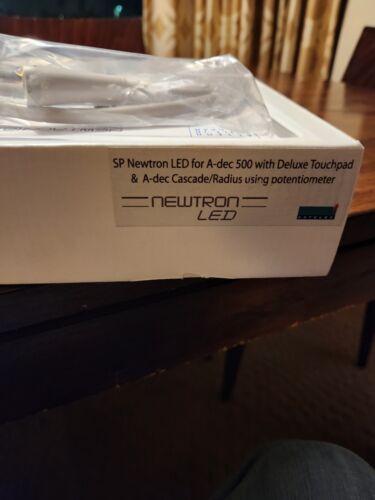 SP Newtron LED for A-dec 500 with Deluxe Touchpad
& A-dec Cascade/Radius using potentiometer
NEWTRON
LED